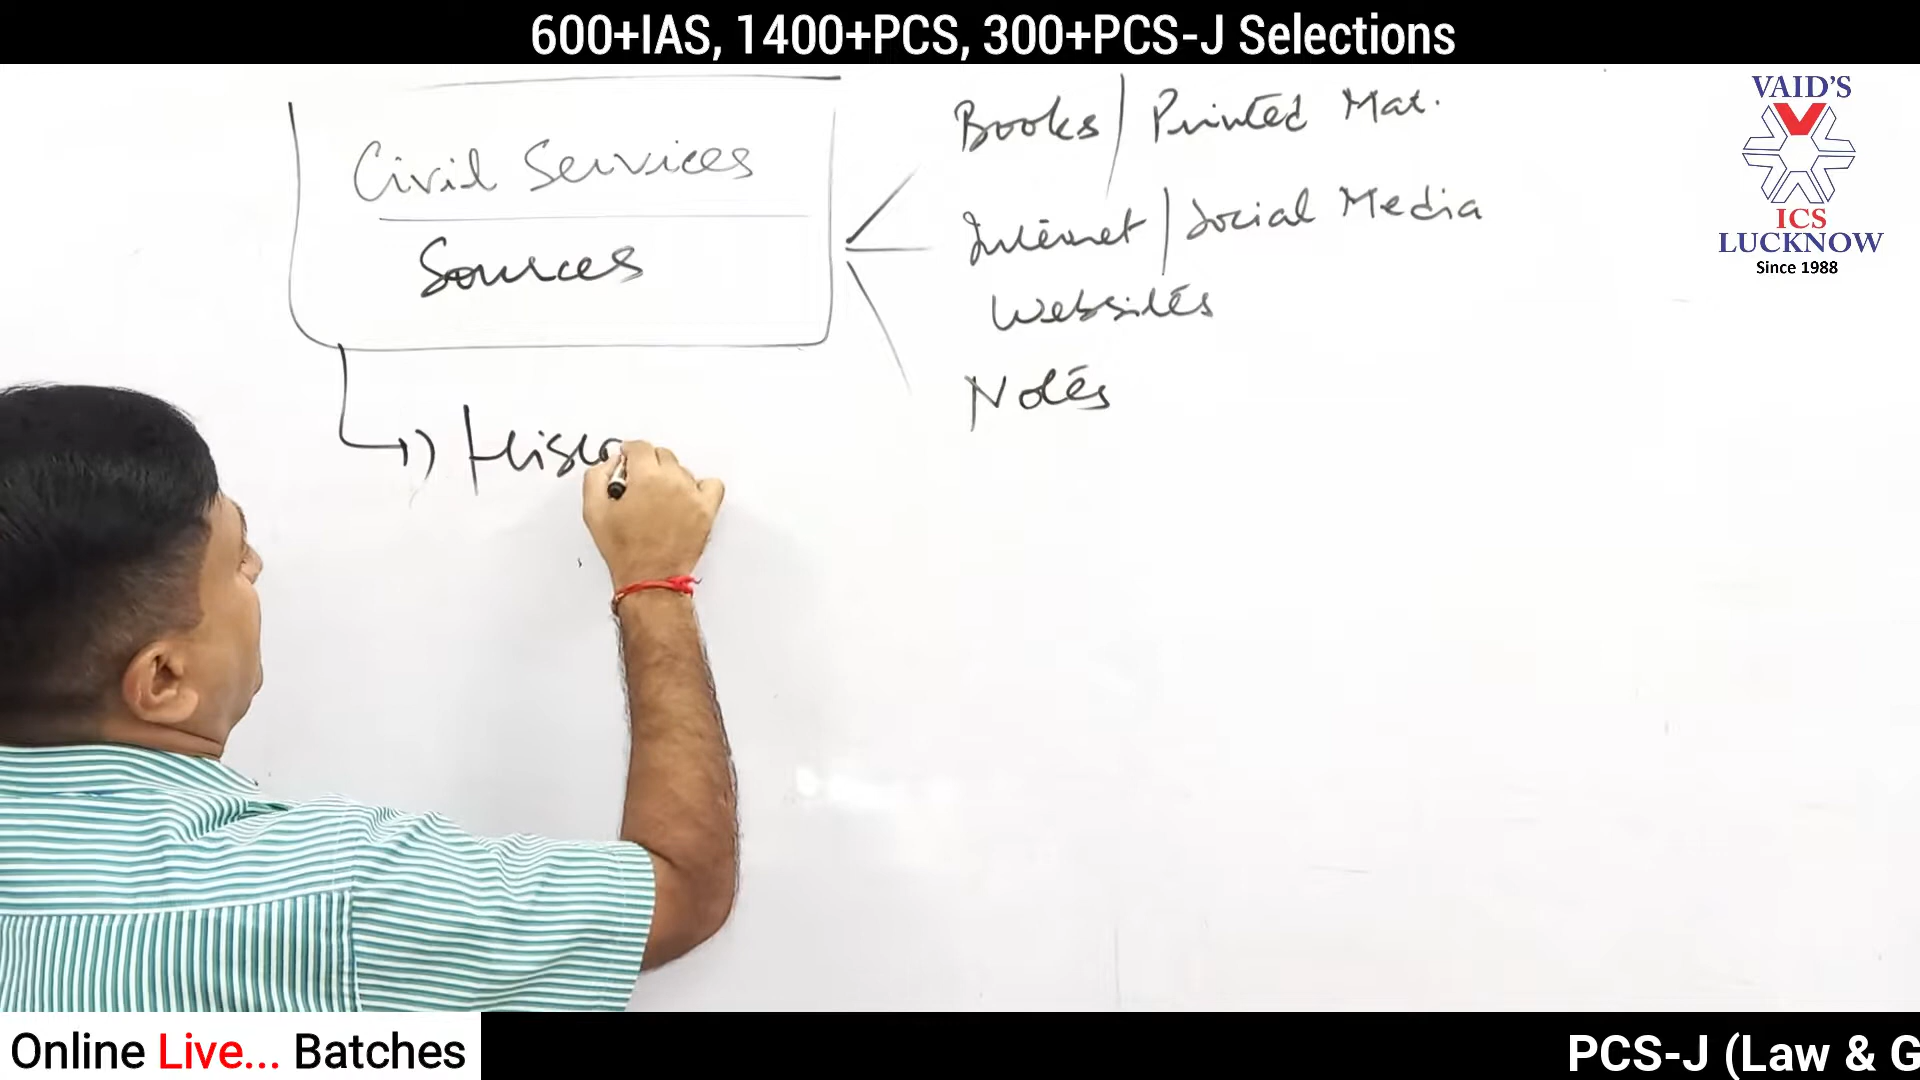 600+IAS, 1400+PCS, 300+PCS-J Selections
VAID'S
ICS
LUCKNOW
Since 1988
Civil Services
Sources
Books / Printed Mat.
Internet / Social Media
Websites
Notes
1) Histo
Online Live... Batches
PCS-J (Law & G